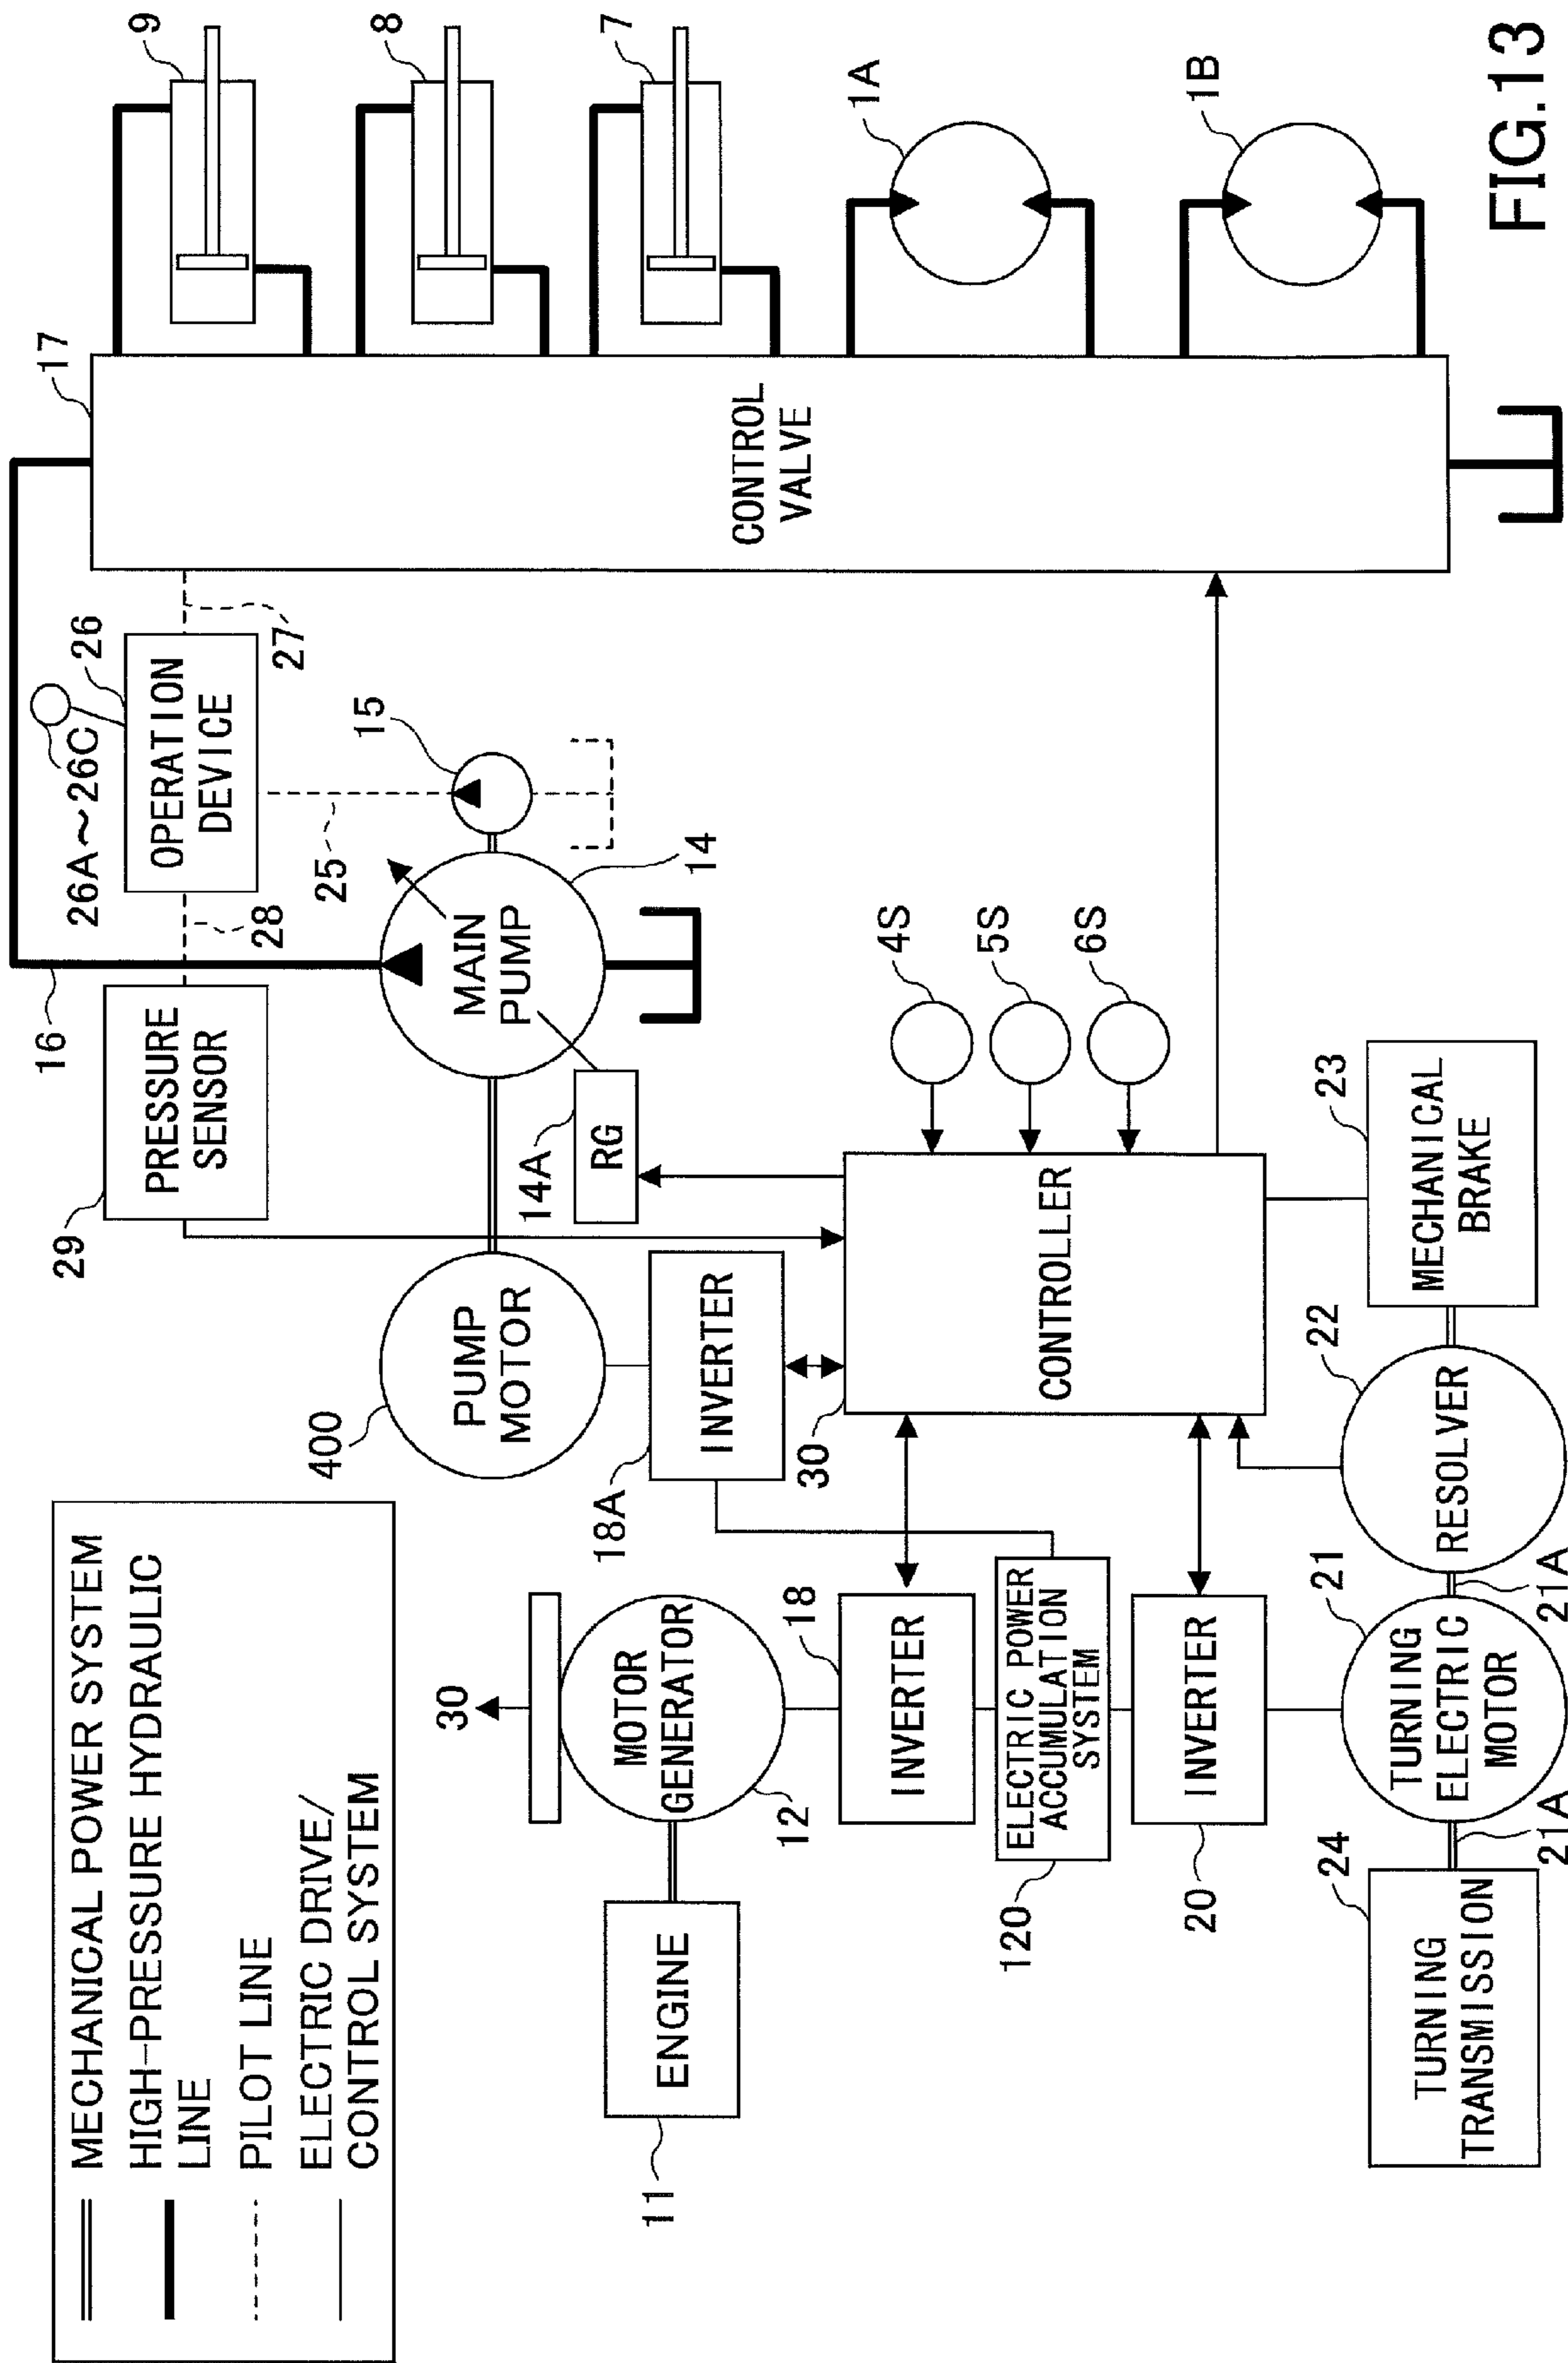 MECHANICAL POWER SYSTEM
HIGH-PRESSURE HYDRAULIC
LINE
PILOT LINE
ELECTRIC DRIVE/
CONTROL SYSTEM
29
PRESSURE
SENSOR
16
28
26A~26C
26
OPERATION
DEVICE
27
25
15
17
CONTROL
VALVE
9
8
7
1A
1B
400
PUMP
MOTOR
MAIN
PUMP
14
14A
RG
18A
INVERTER
30
MOTOR
GENERATOR
12
ENGINE
11
18
INVERTER
30
CONTROLLER
4S
5S
6S
120
ELECTRIC POWER
ACCUMULATION
SYSTEM
20
INVERTER
24
TURNING
TRANSMISSION
21A
21
TURNING
ELECTRIC
MOTOR
21A
22
RESOLVER
23
MECHANICAL
BRAKE
FIG.13